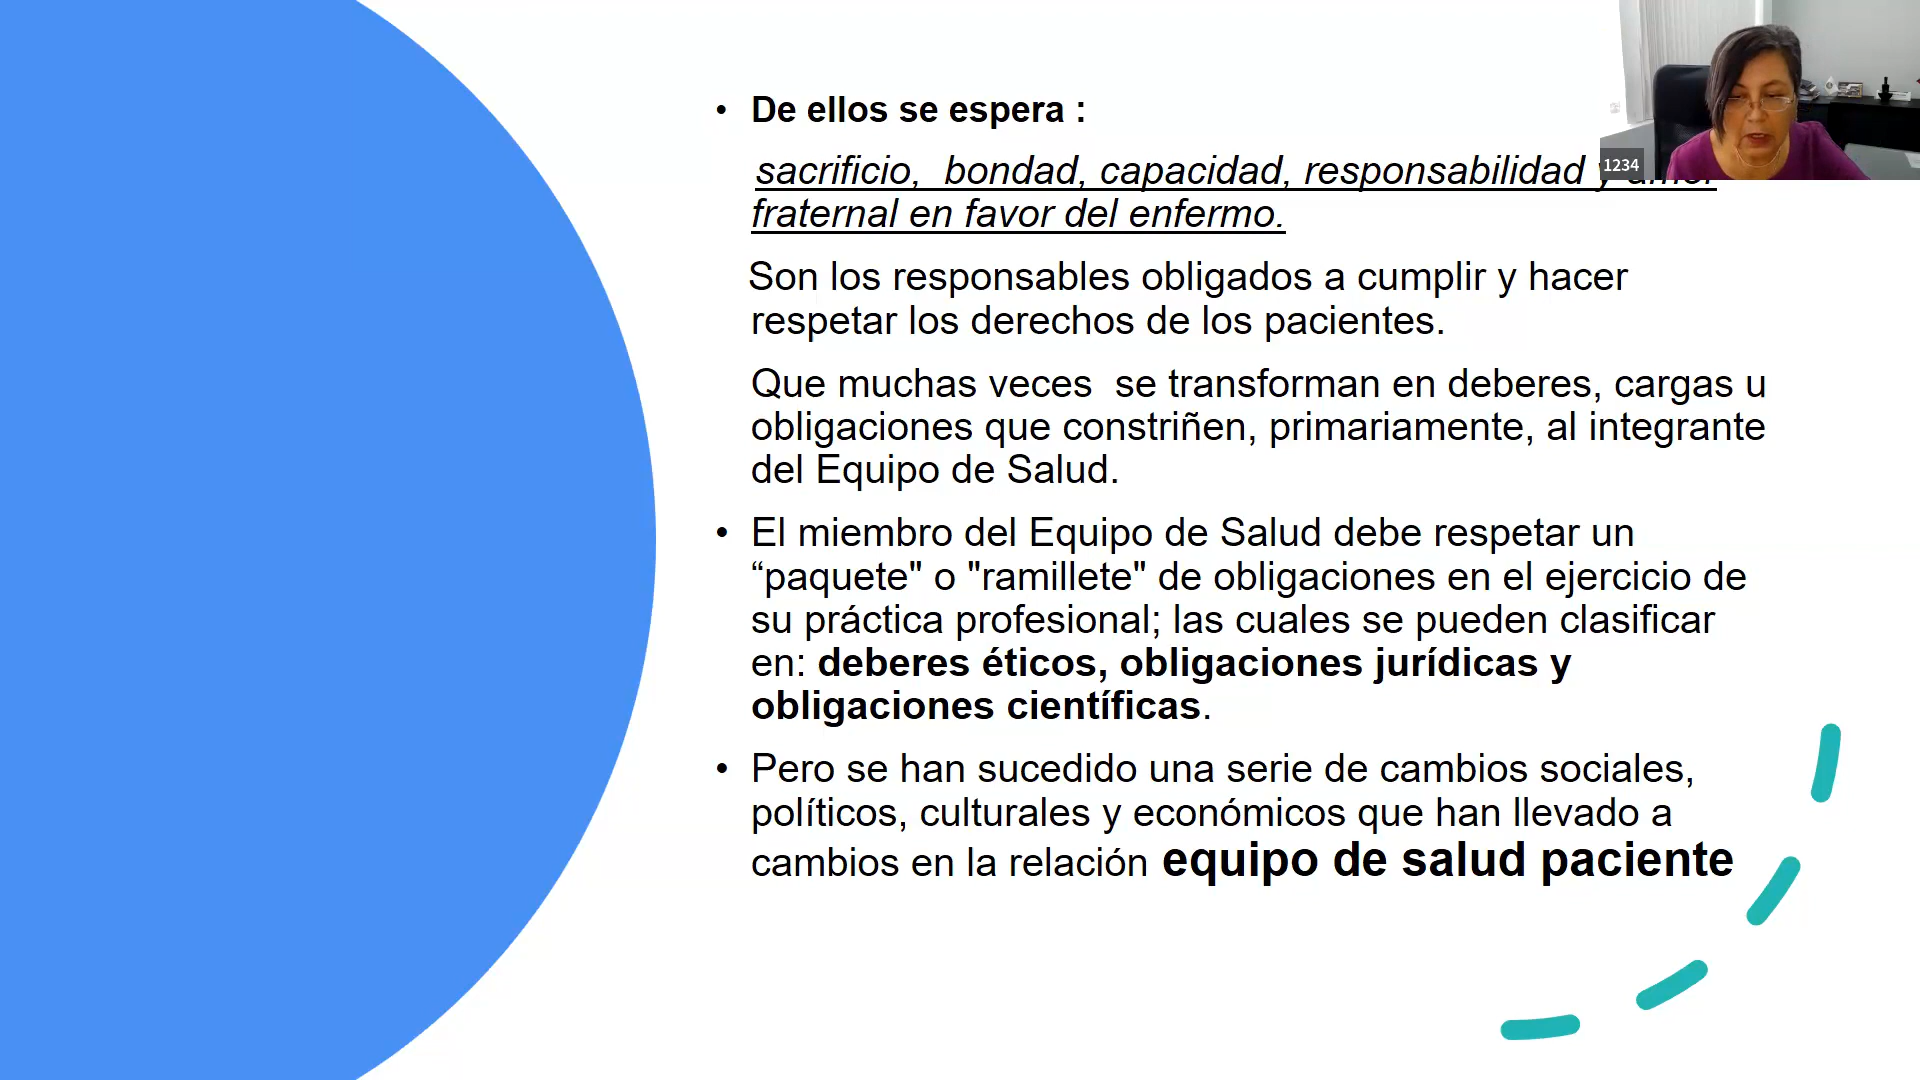 • De ellos se espera :
sacrificio, bondad, capacidad, responsabilidad y
fraternal en favor del enfermo.
Son los responsables obligados a cumplir y hacer
respetar los derechos de los pacientes.
Que muchas veces se transforman en deberes, cargas u
obligaciones que constriñen, primariamente, al integrante
del Equipo de Salud.
• El miembro del Equipo de Salud debe respetar un
“paquete" o "ramillete" de obligaciones en el ejercicio de
su práctica profesional; las cuales se pueden clasificar
en: deberes éticos, obligaciones jurídicas y
obligaciones científicas.
• Pero se han sucedido una serie de cambios sociales,
políticos, culturales y económicos que han llevado a
cambios en la relación equipo de salud paciente
1234